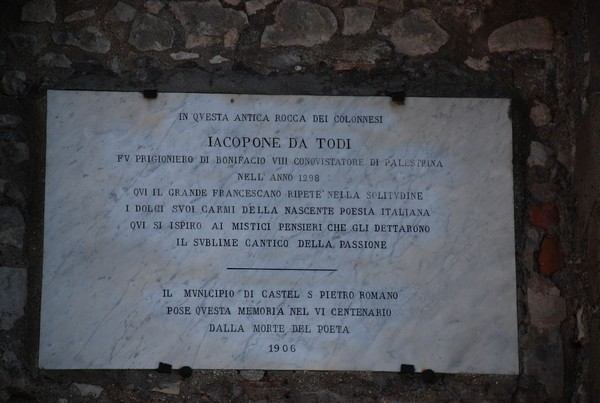 IN QVESTA ANTICA ROCCA DEI COLONNESI
IACOPONE DA TODI
FV PRIGIONIERO DI BONIFACIO VIII CONQVISTATORE DI PALESTRINA
NELL'ANNO 1298
QVI IL GRANDE FRANCESCANO RIPETE' NELLA SOLITVDINE
I DOLCI SVOI CARMI DELLA NASCENTE POESIA ITALIANA
QVI SI ISPIRO AI MISTICI PENSIERI CHE GLI DETTARONO
IL SVBLIME CANTICO DELLA PASSIONE
IL MVNICIPIO DI CASTEL S PIETRO ROMANO
POSE QVESTA MEMORIA NEL VI CENTENARIO
DALLA MORTE DEL POETA
1906